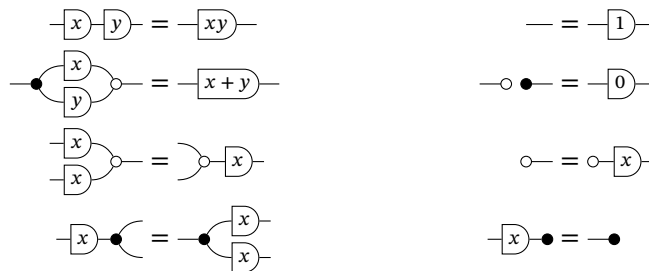 x y = xy
— = 1
x y = x + y
= 0
x x = x
= x
x = x x
x =